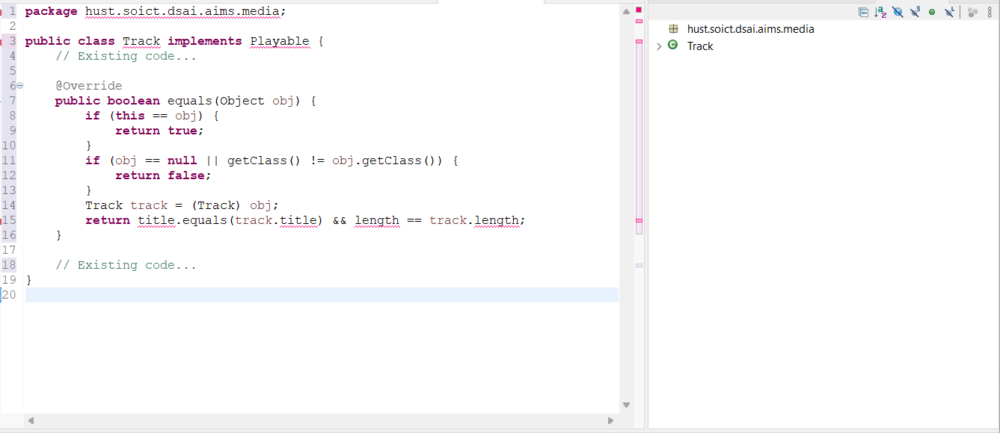 1 package hust.soict.dsai.aims.media;
2
3 public class Track implements Playable {
4     // Existing code...
5
6     @Override
7     public boolean equals(Object obj) {
8         if (this == obj) {
9             return true;
10         }
11         if (obj == null || getClass() != obj.getClass()) {
12             return false;
13         }
14         Track track = (Track) obj;
15         return title.equals(track.title) && length == track.length;
16     }
17
18     // Existing code...
19 }
20
hust.soict.dsai.aims.media
Track